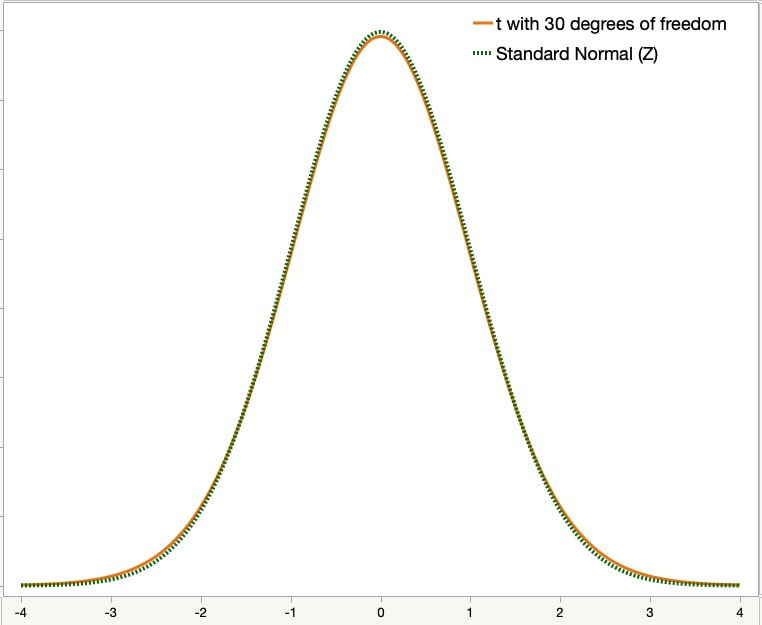 t with 30 degrees of freedom
Standard Normal (Z)
-4 -3 -2 -1 0 1 2 3 4